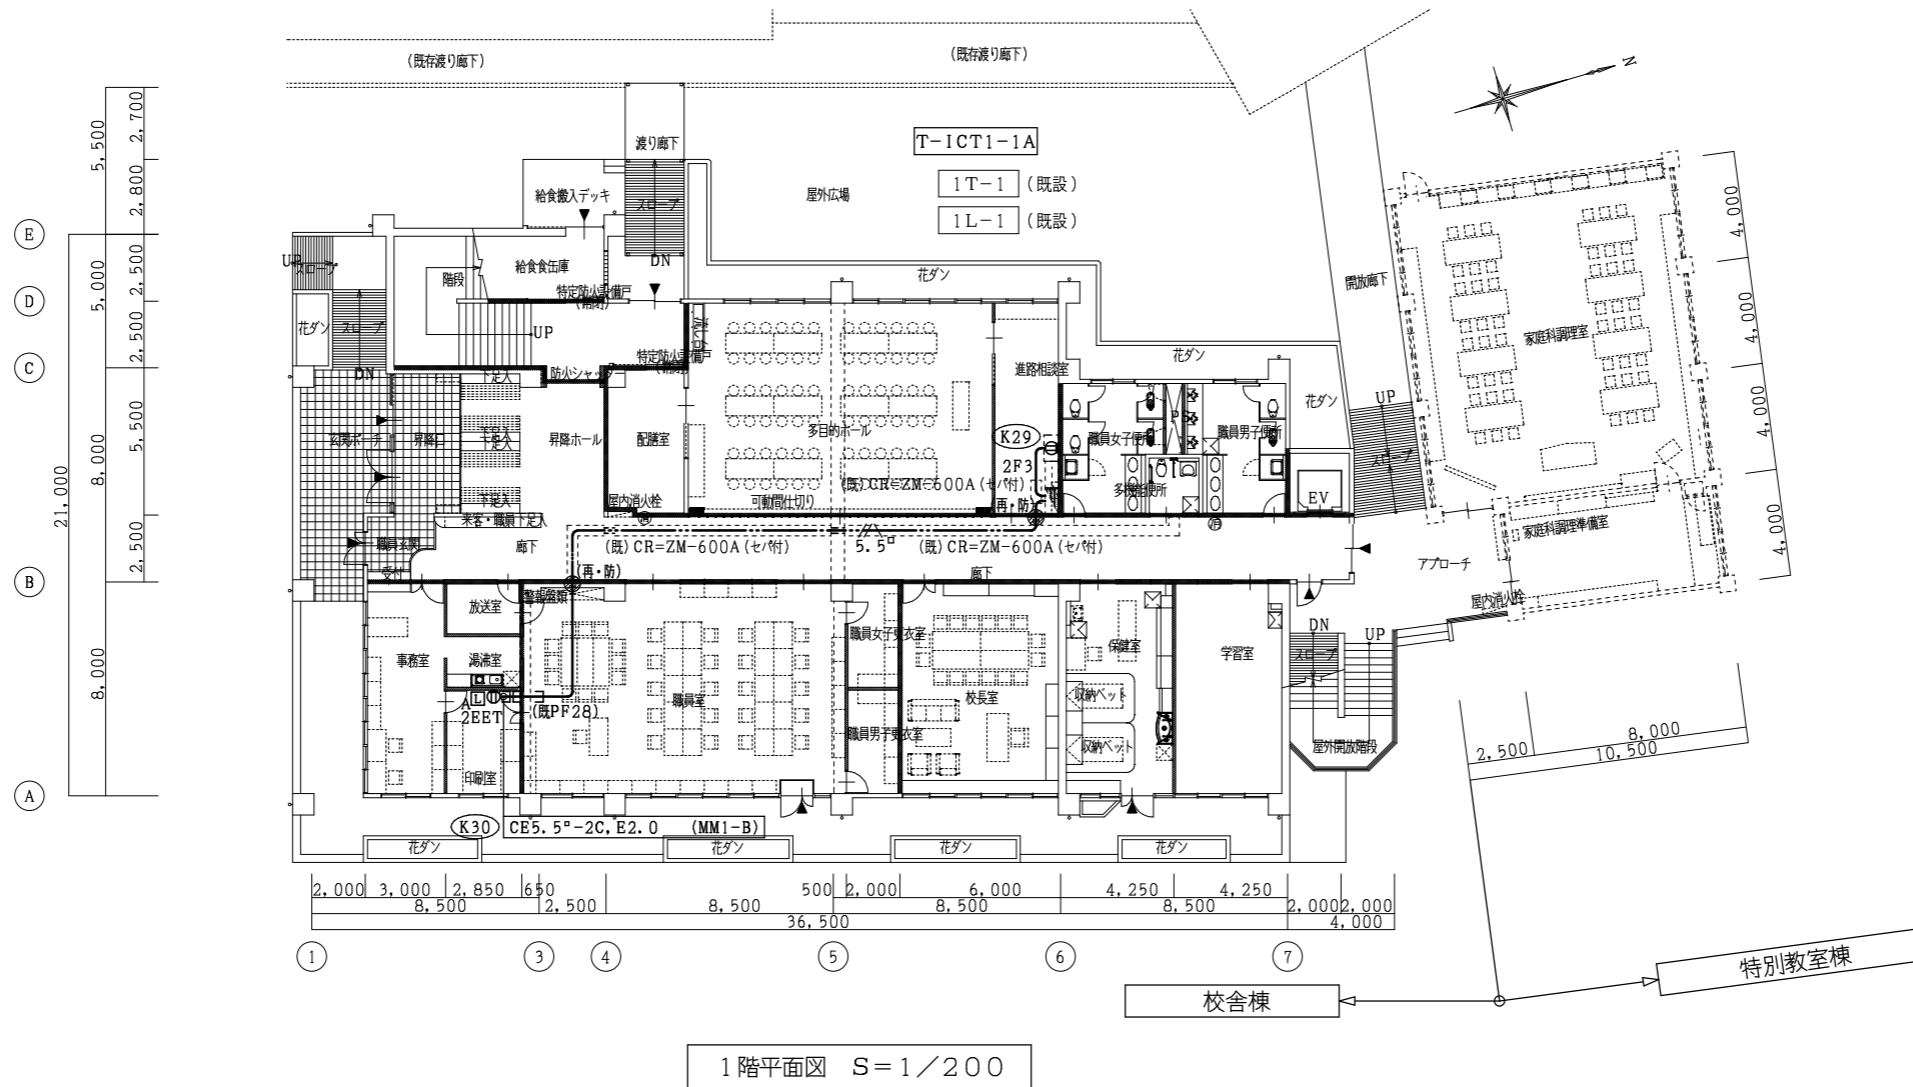 (既存渡り廊下)
(既存渡り廊下)
N
渡り廊下
T-ICT1-1A
1T-1 (既設)
1L-1 (既設)
屋外広場
給食搬入デッキ
スロープ
DN
UP
スロープ
階段
給食食缶庫
特定防火設備戸
(常閉)
花ダン
開放廊下
家庭科調理室
花ダン
スロープ
UP
流し台
特定防火設備戸
DN
下足入
防火シャッター
進路相談室
花ダン
花ダン
UP
スロープ
玄関ポーチ
昇降口
下足入
足入
昇降ホール
配膳室
多目的ホール
K29
2F3
職員女子便所
PS
職員男子便所
(既)CR=ZM-600A(セパ付)
多機能便所
EV
下足入
屋内消火栓
消
可動間仕切り
(再・防)
消
来客・職員下足入
職員玄関
廊下
(既)CR=ZM-600A(セパ付)
5.5□
(既)CR=ZM-600A(セパ付)
家庭科調理準備室
アプローチ
受付
(再・防)
廊下
屋内消火栓
放送室
警報盤類
職員女子更衣室
保健室
DN
UP
事務室
湯沸室
学習室
スロープ
職員室
校長室
収納ベット
A
2EET
(既PF28)
職員男子更衣室
収納ベット
屋外開放階段
印刷室
K30
CE5.5□-2C,E2.0 (MM1-B)
花ダン
花ダン
花ダン
花ダン
E
D
C
B
A
5,500
2,700
2,800
5,000
2,500
2,500
21,000
8,000
5,500
2,500
8,000
4,000
4,000
4,000
4,000
2,500
8,000
10,500
2,000 3,000 2,850 650 500 2,000 6,000 4,250 4,250
8,500 2,500 8,500 8,500 8,500 2,000 2,000
36,500 4,000
1 3 4 5 6 7
特別教室棟
校舎棟
1階平面図 S=1/200